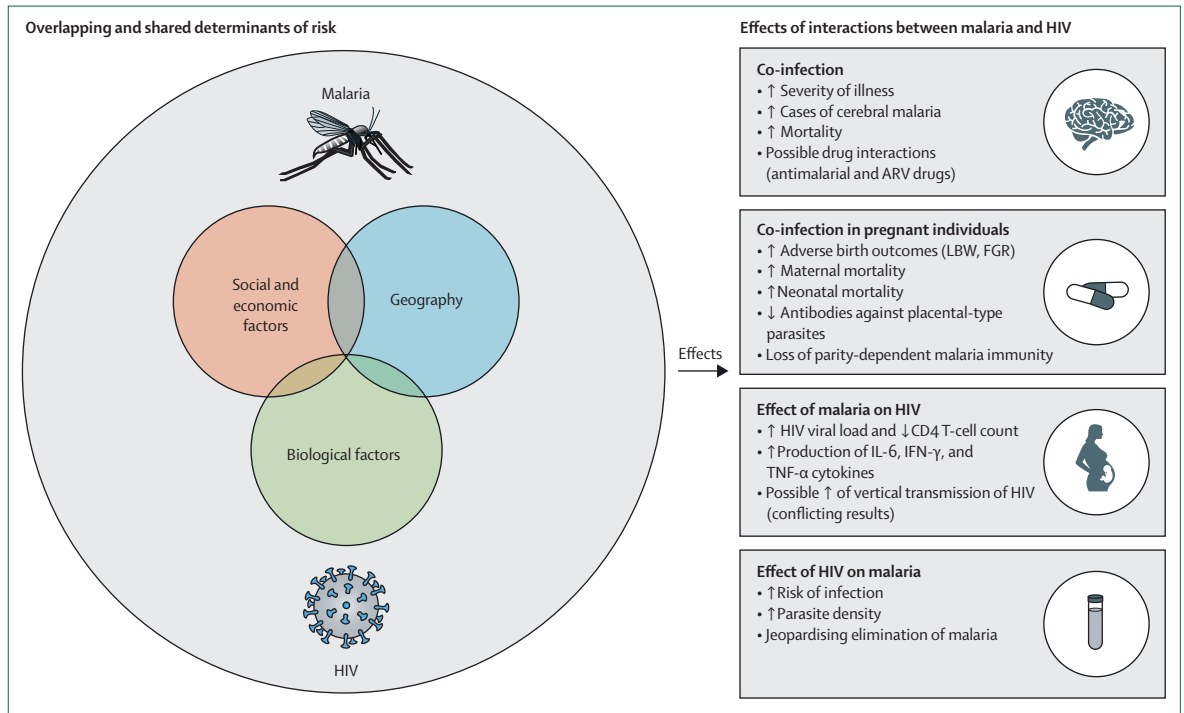 Overlapping and shared determinants of risk
Malaria
Social and
economic
factors
Geography
Biological factors
HIV
Effects
Effects of interactions between malaria and HIV
Co-infection
• ↑ Severity of illness
• ↑ Cases of cerebral malaria
• ↑ Mortality
• Possible drug interactions
(antimalarial and ARV drugs)
Co-infection in pregnant individuals
• ↑ Adverse birth outcomes (LBW, FGR)
• ↑ Maternal mortality
• ↑Neonatal mortality
• ↓ Antibodies against placental-type
parasites
• Loss of parity-dependent malaria immunity
Effect of malaria on HIV
• ↑ HIV viral load and ↓CD4 T-cell count
• ↑Production of IL-6, IFN-γ, and
TNF-α cytokines
• Possible ↑ of vertical transmission of HIV
(conflicting results)
Effect of HIV on malaria
• ↑Risk of infection
• ↑Parasite density
• Jeopardising elimination of malaria